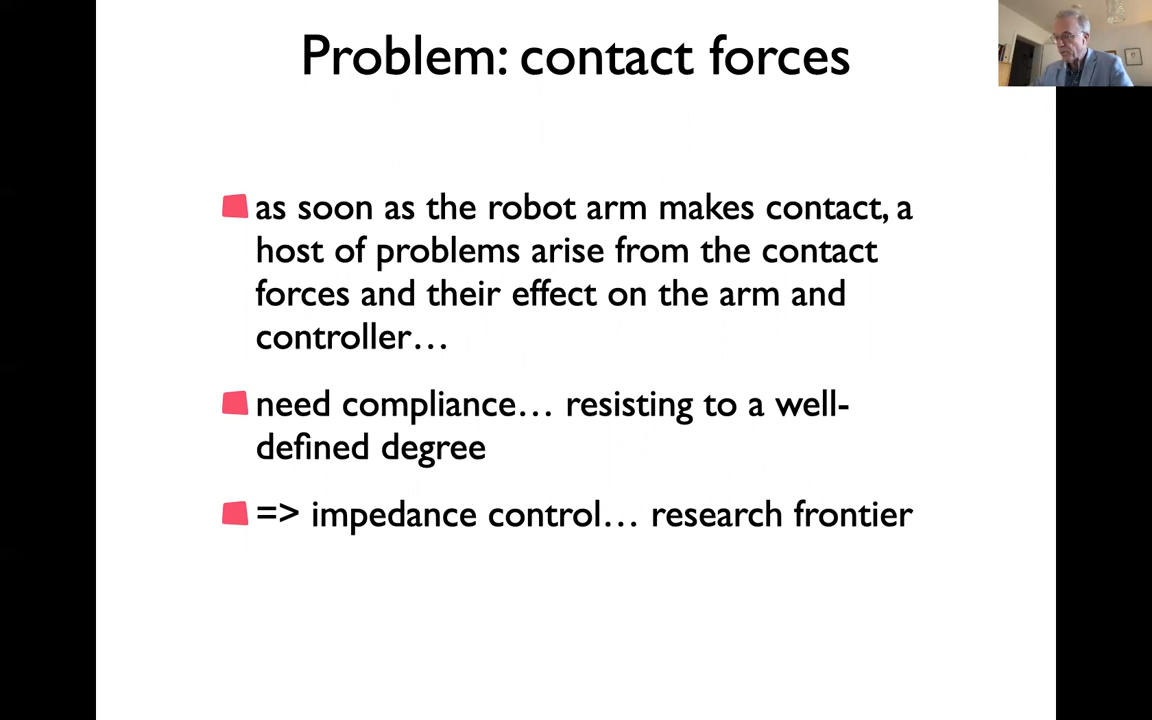 Problem: contact forces
as soon as the robot arm makes contact, a
host of problems arise from the contact
forces and their effect on the arm and
controller…
need compliance… resisting to a well-
defined degree
=> impedance control… research frontier